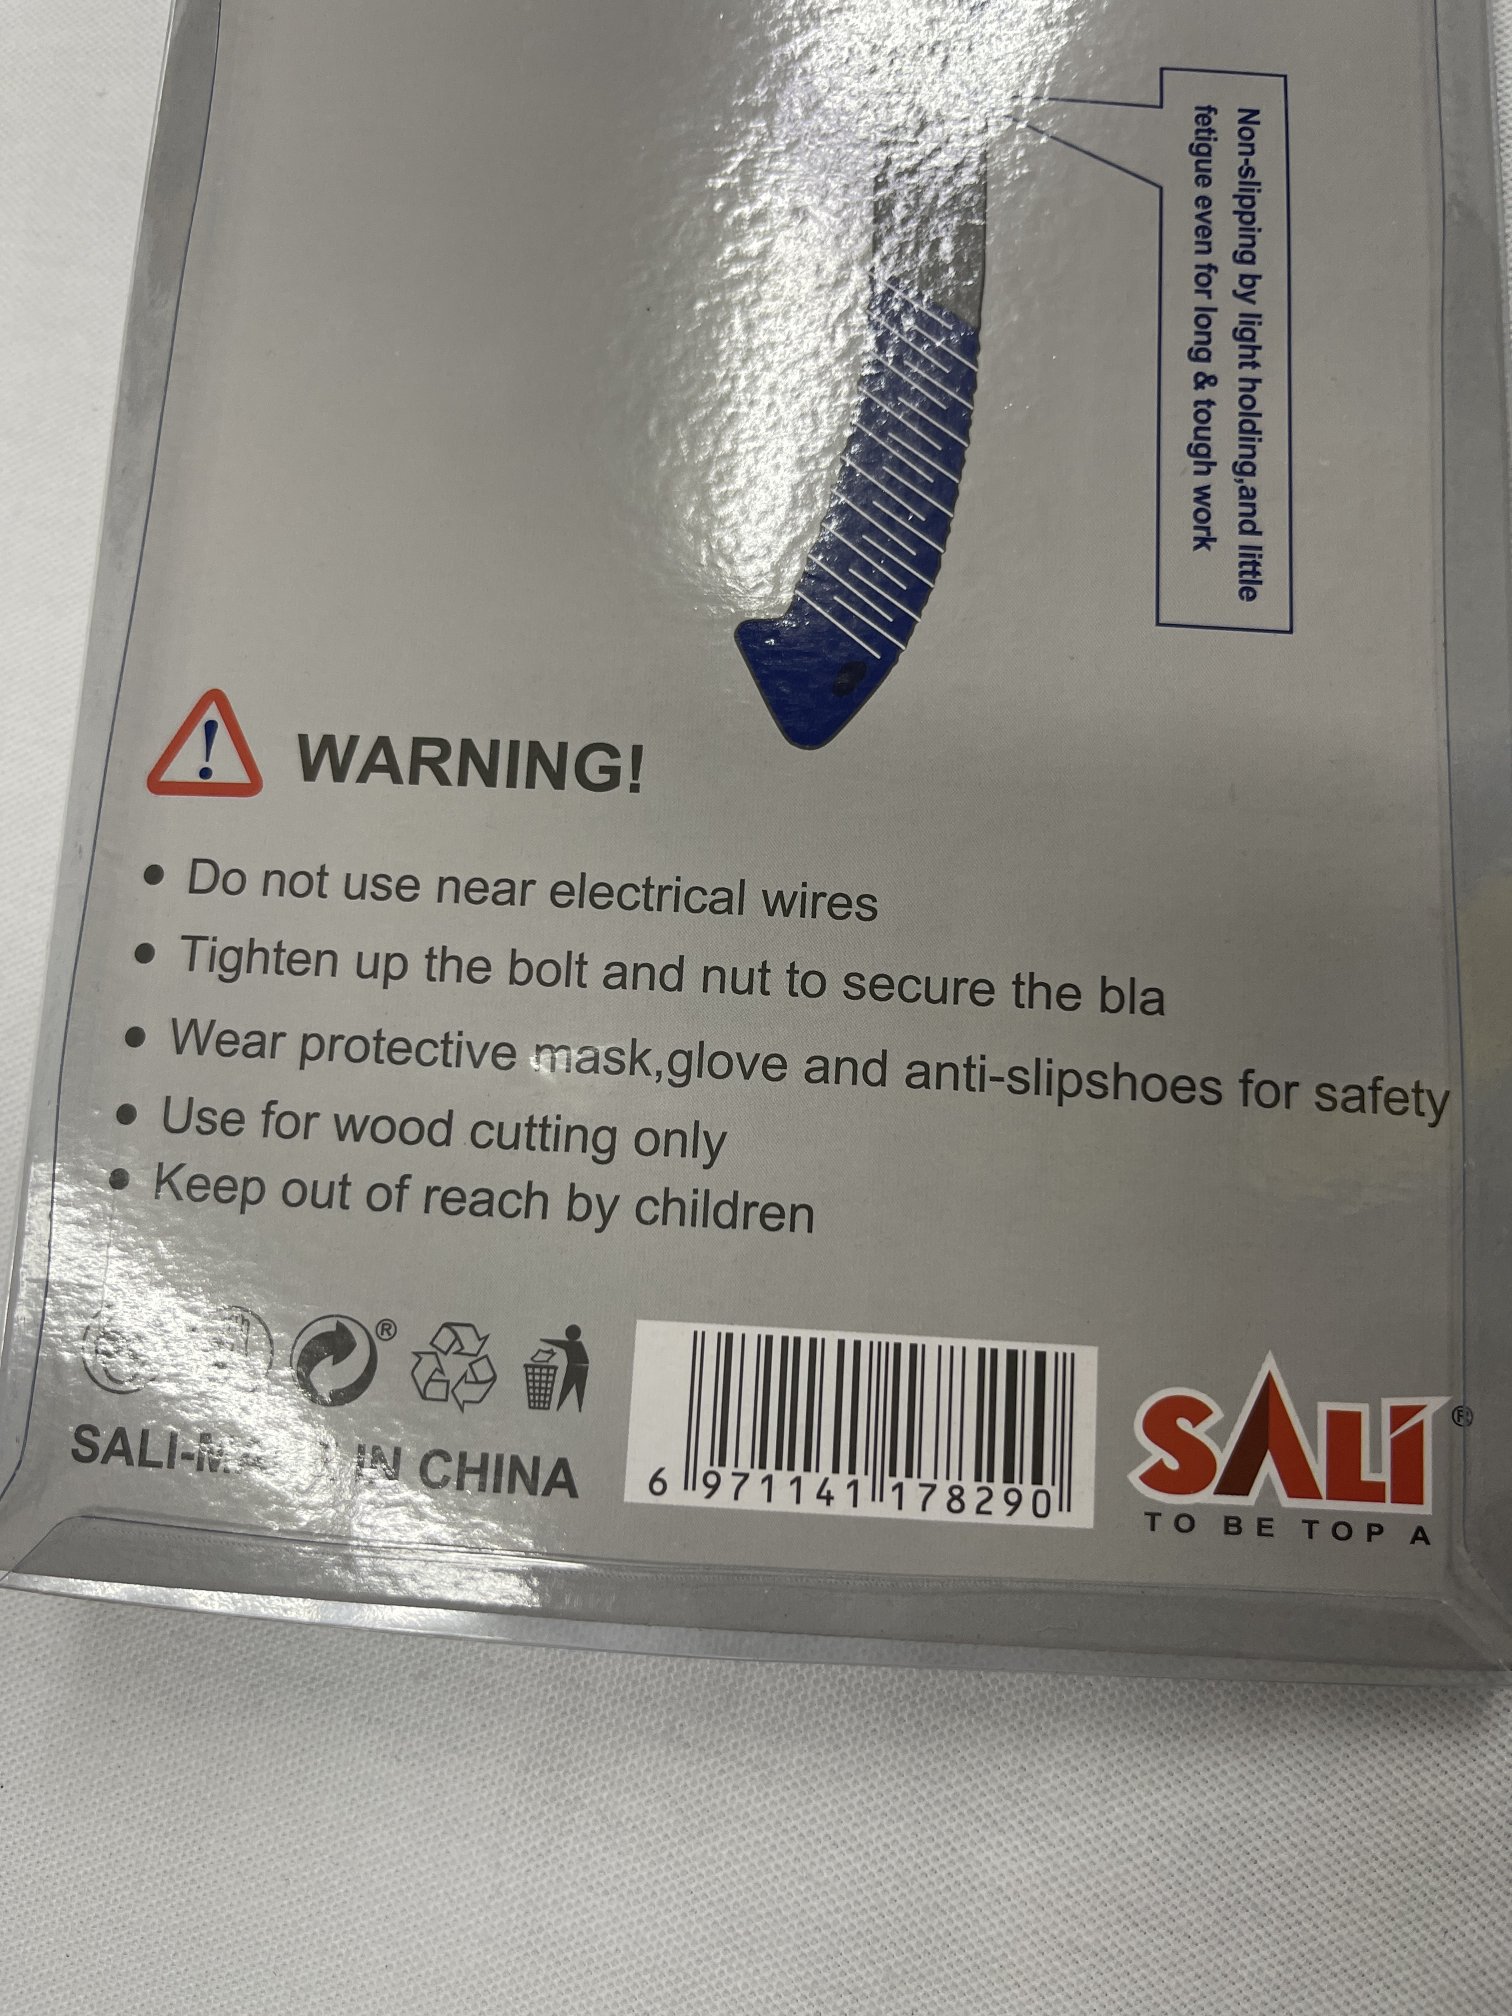 Non-slipping by light holding,and little
fetigue even for long & tough work
WARNING!
• Do not use near electrical wires
• Tighten up the bolt and nut to secure the bla
• Wear protective mask,glove and anti-slipshoes for safety
• Use for wood cutting only
• Keep out of reach by children
®
SALI- IN CHINA
6 971141 178290
SALI®
TO BE TOP A